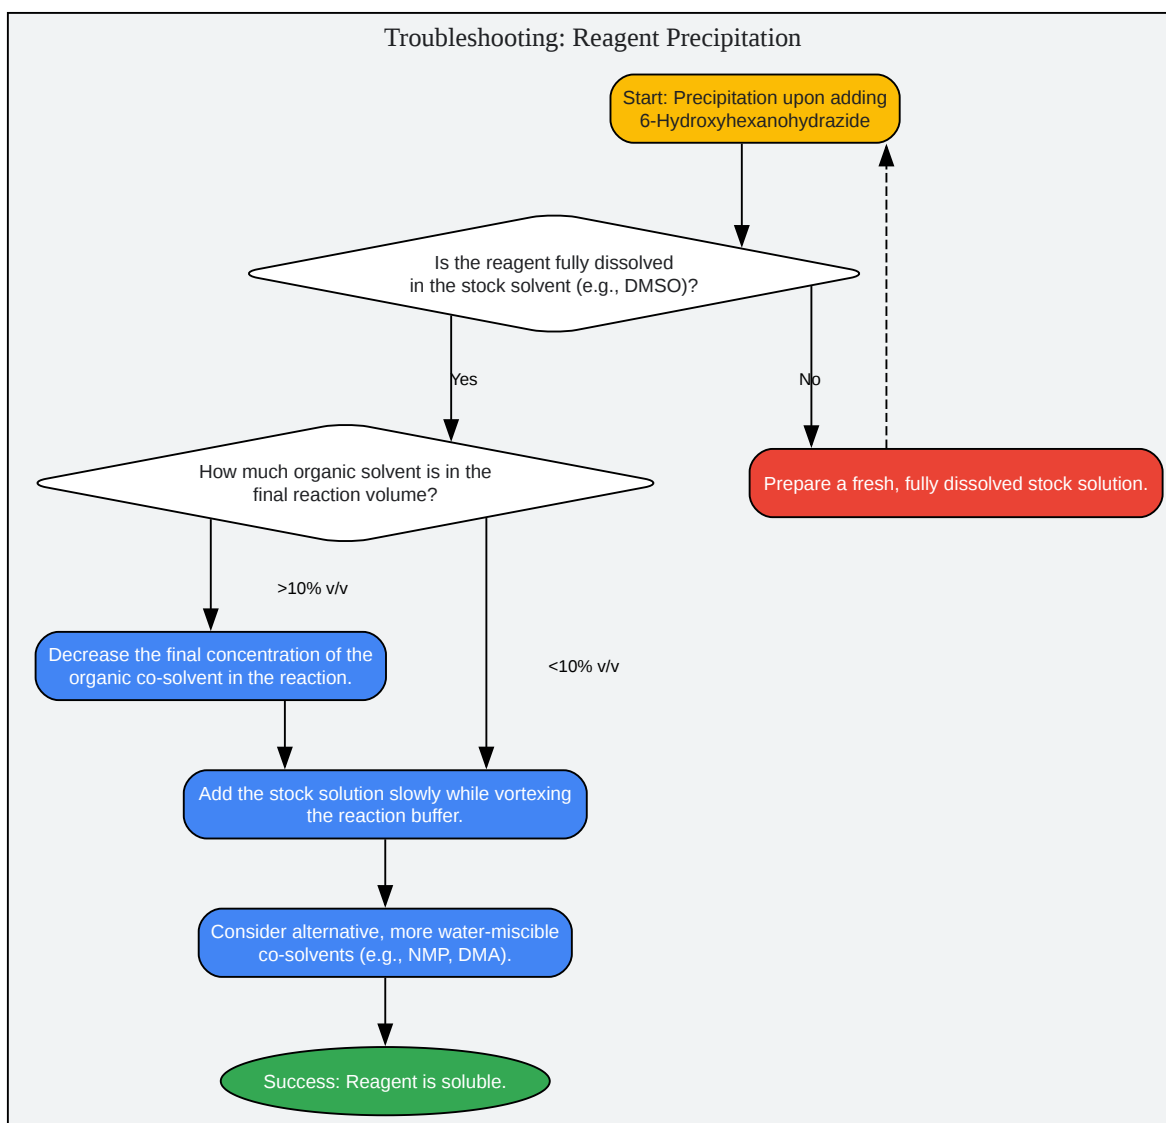 Troubleshooting: Reagent Precipitation
Start: Precipitation upon adding
6-Hydroxyhexanohydrazide
Is the reagent fully dissolved
in the stock solvent (e.g., DMSO)?
Yes
No
How much organic solvent is in the
final reaction volume?
Prepare a fresh, fully dissolved stock solution.
>10% v/v
Decrease the final concentration of the
organic co-solvent in the reaction.
<10% v/v
Add the stock solution slowly while vortexing
the reaction buffer.
Consider alternative, more water-miscible
co-solvents (e.g., NMP, DMA).
Success: Reagent is soluble.